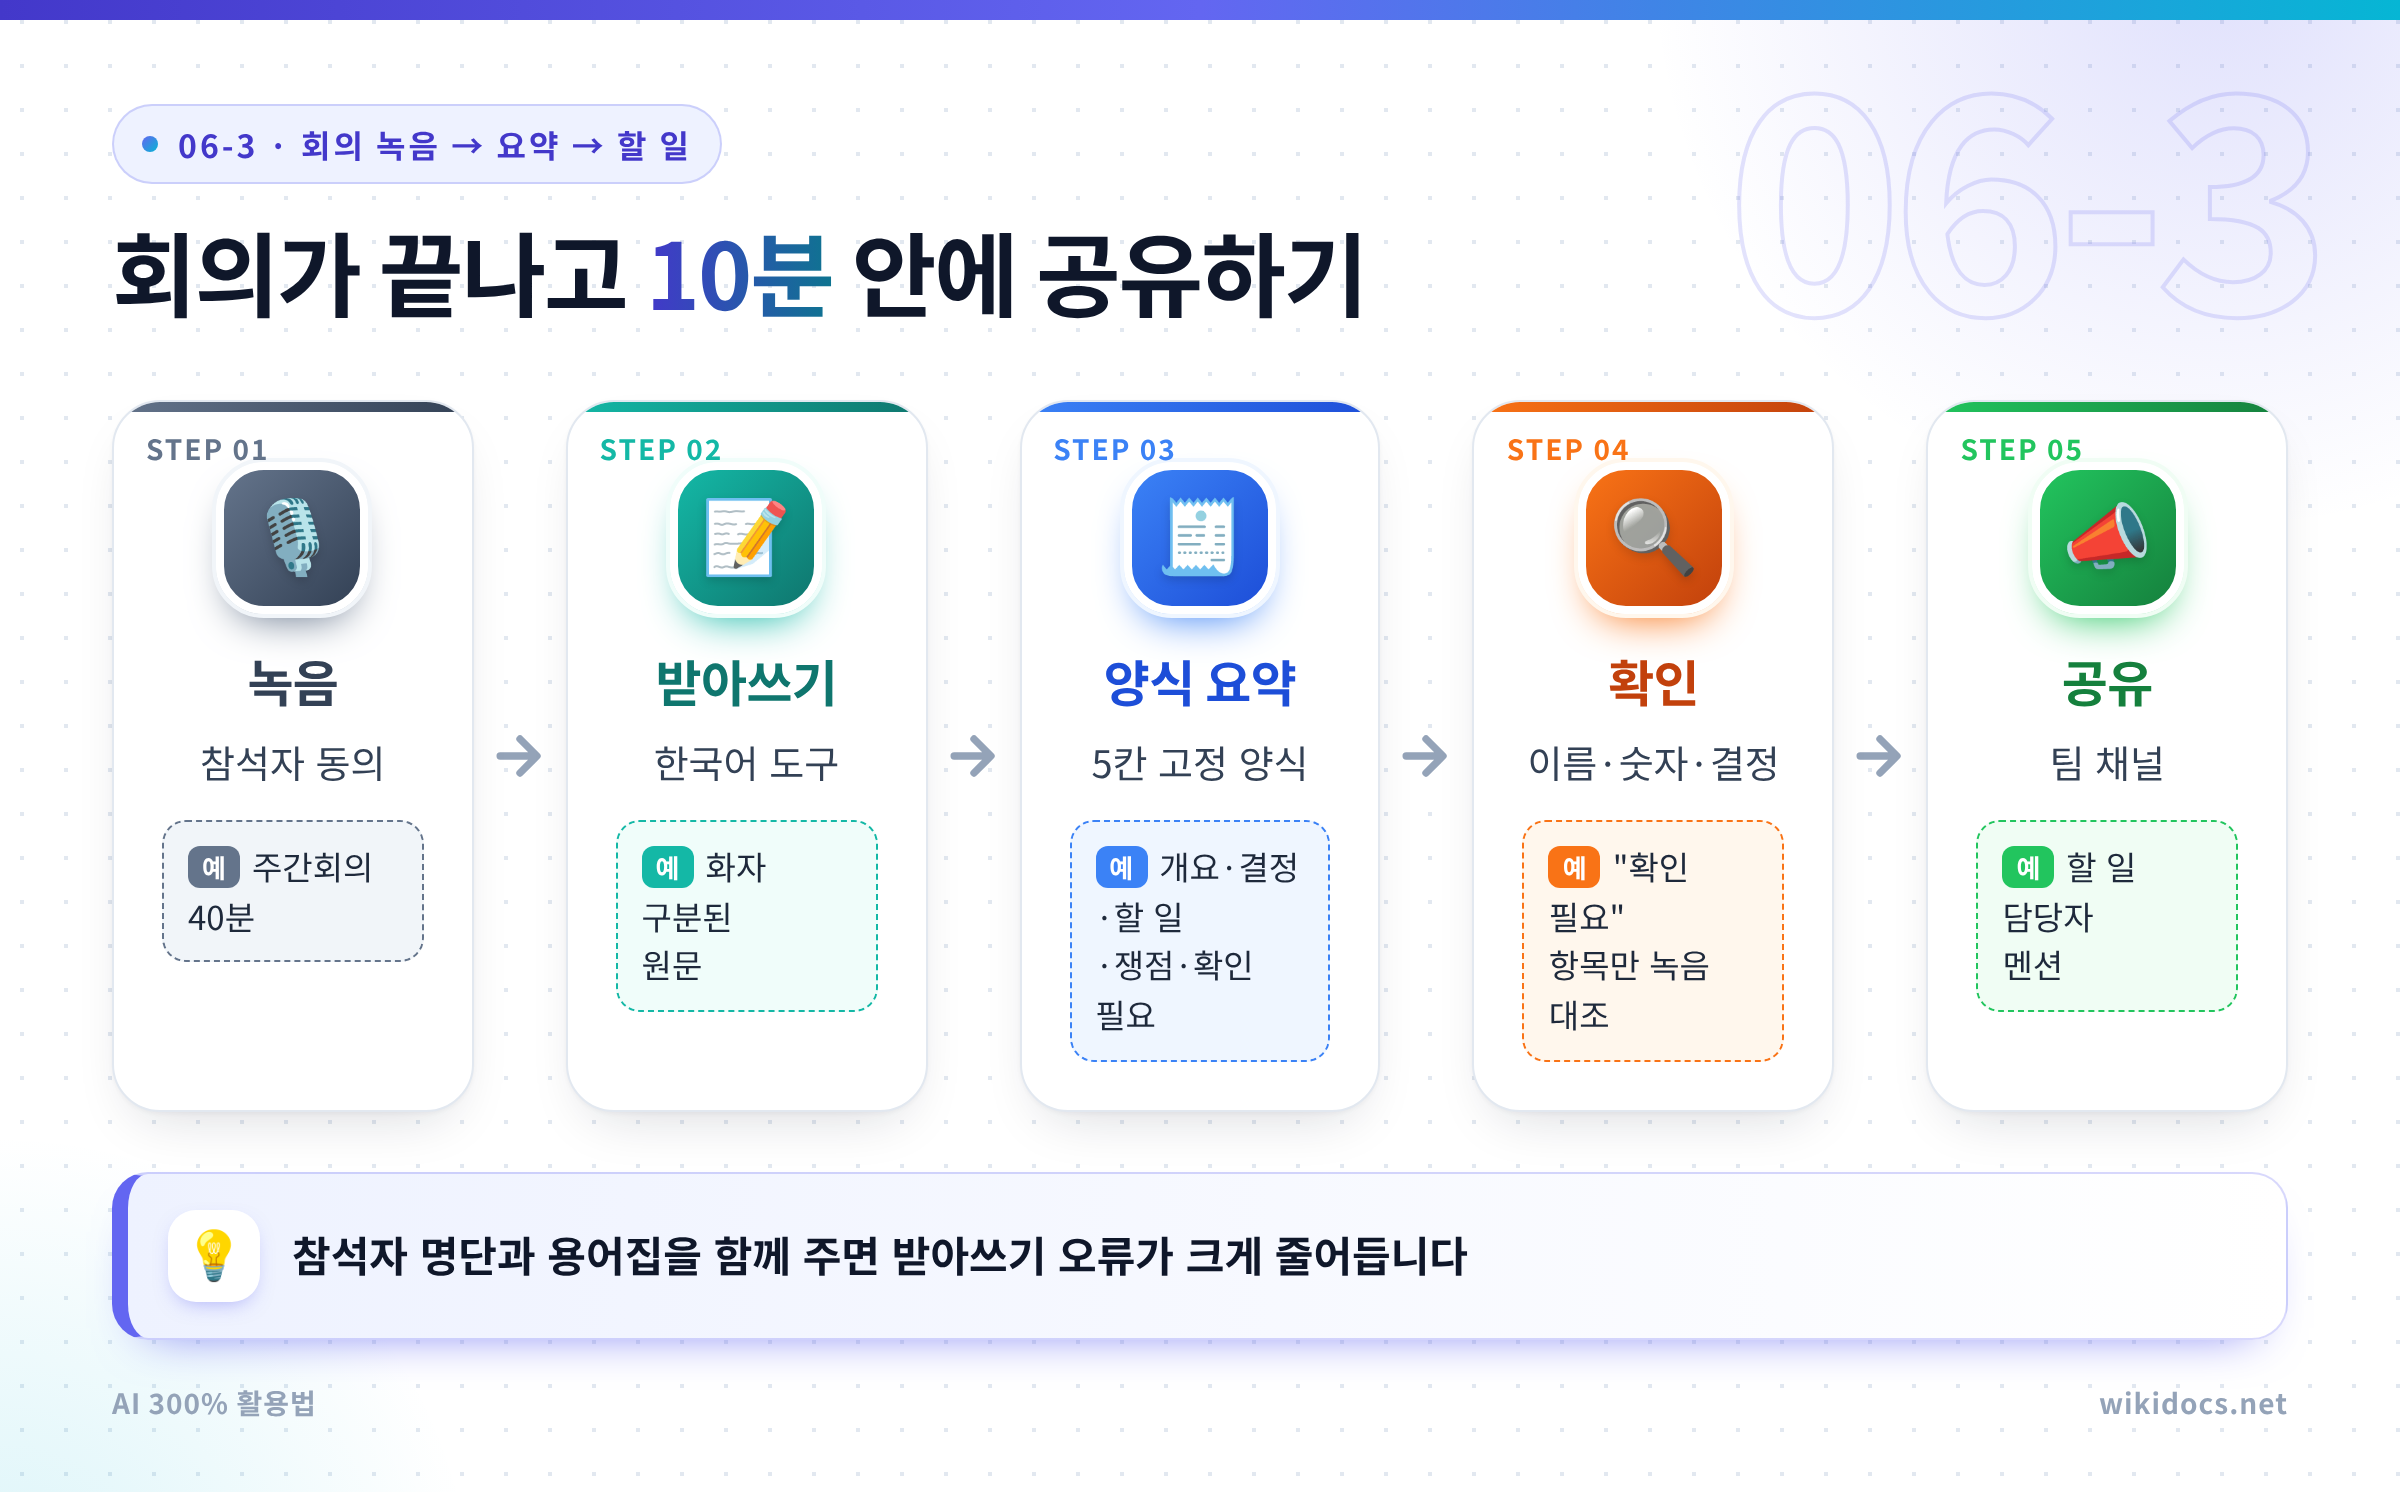 06-3 · 회의 녹음 → 요약 → 할 일
06-3
회의가 끝나고 10분 안에 공유하기
STEP 01
녹음
참석자 동의
예 주간회의
40분
STEP 02
받아쓰기
한국어 도구
예 화자
구분된
원문
STEP 03
양식 요약
5칸 고정 양식
예 개요·결정
·할 일
·쟁점·확인
필요
STEP 04
확인
이름·숫자·결정
예 "확인
필요"
항목만 녹음
대조
STEP 05
공유
팀 채널
예 할 일
담당자
멘션
참석자 명단과 용어집을 함께 주면 받아쓰기 오류가 크게 줄어듭니다
AI 300% 활용법
wikidocs.net